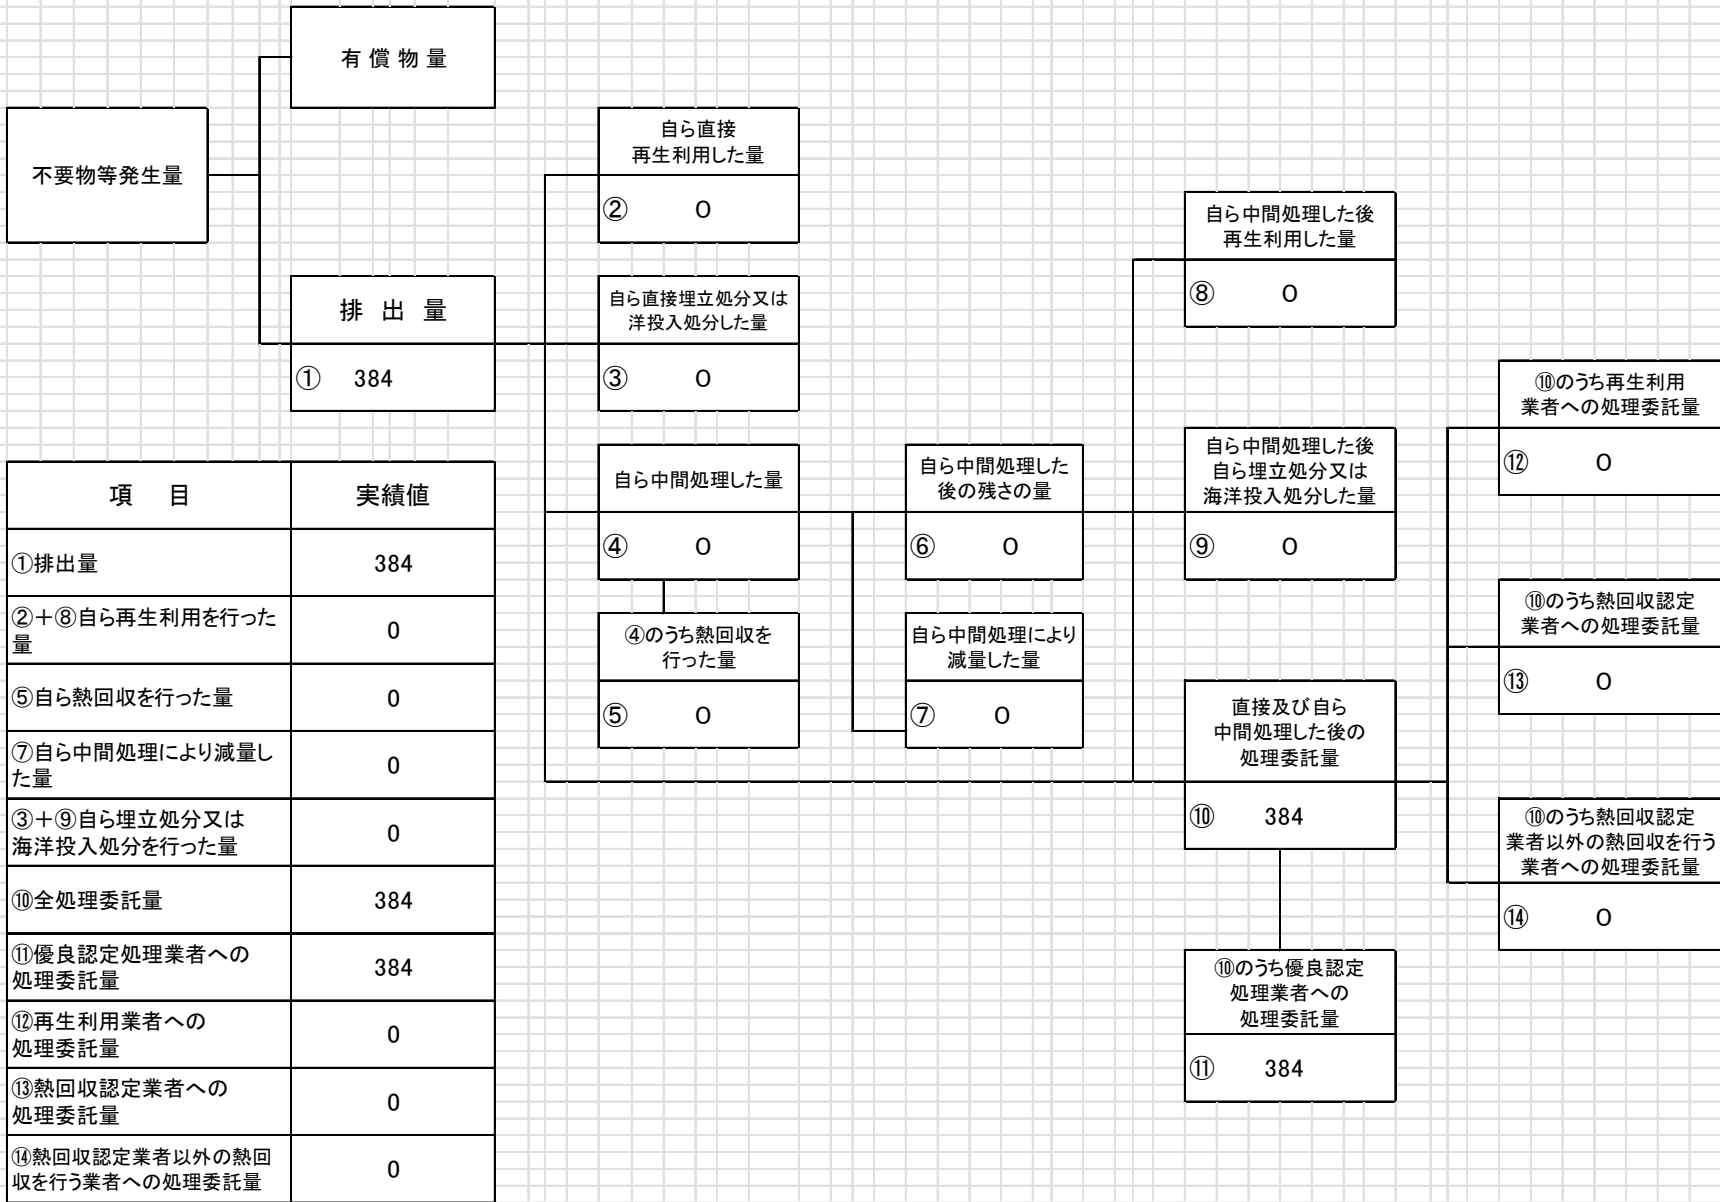 有 償 物 量
不要物等発生量
排 出 量
① 384
自ら直接
再生利用した量
② 0
自ら直接埋立処分又は
洋投入処分した量
③ 0
自ら中間処理した量
④ 0
④のうち熱回収を
行った量
⑤ 0
自ら中間処理した
後の残さの量
⑥ 0
自ら中間処理により
減量した量
⑦ 0
自ら中間処理した後
再生利用した量
⑧ 0
自ら中間処理した後
自ら埋立処分又は
海洋投入処分した量
⑨ 0
直接及び自ら
中間処理した後の
処理委託量
⑩ 384
⑩のうち優良認定
処理業者への
処理委託量
⑪ 384
⑩のうち再生利用
業者への処理委託量
⑫ 0
⑩のうち熱回収認定
業者への処理委託量
⑬ 0
⑩のうち熱回収認定
業者以外の熱回収を行う
業者への処理委託量
⑭ 0
項 目 実績値
①排出量 384
②＋⑧自ら再生利用を行った
量 0
⑤自ら熱回収を行った量 0
⑦自ら中間処理により減量し
た量 0
③＋⑨自ら埋立処分又は
海洋投入処分を行った量 0
⑩全処理委託量 384
⑪優良認定処理業者への
処理委託量 384
⑫再生利用業者への
処理委託量 0
⑬熱回収認定業者への
処理委託量 0
⑭熱回収認定業者以外の熱回
収を行う業者への処理委託量 0